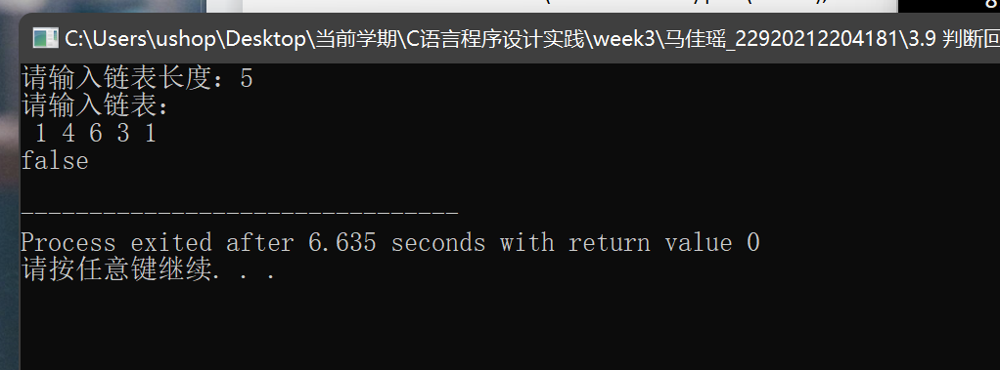 C:\Users\ushop\Desktop\当前学期\C语言程序设计实践\week3\马佳瑶_22920212204181\3.9 判断回
请输入链表长度：5
请输入链表：
1 4 6 3 1
false
--------------------------------
Process exited after 6.635 seconds with return value 0
请按任意键继续. . .